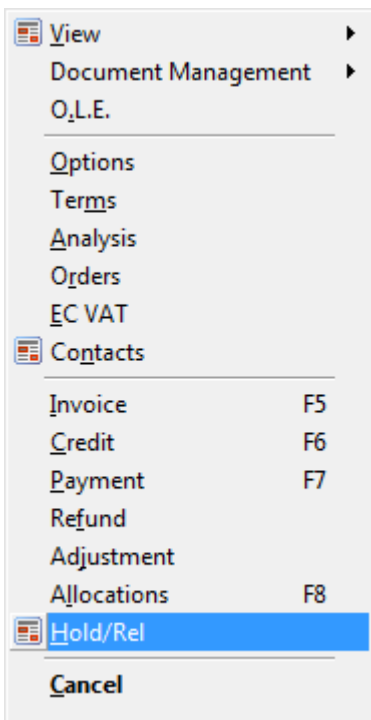 View
Document Management
O.L.E.
Options
Terms
Analysis
Orders
EC VAT
Contacts
Invoice F5
Credit F6
Payment F7
Refund
Adjustment
Allocations F8
Hold/Rel
Cancel